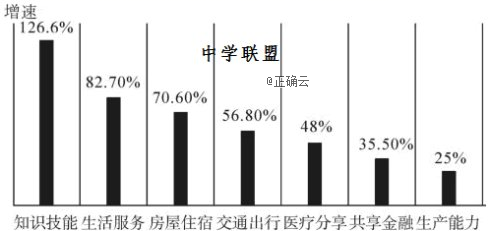 增速
126.6%
82.70%
70.60%
56.80%
48%
35.50%
25%
中学联盟
@正确云
知识技能 生活服务 房屋住宿 交通出行 医疗分享 共享金融 生产能力